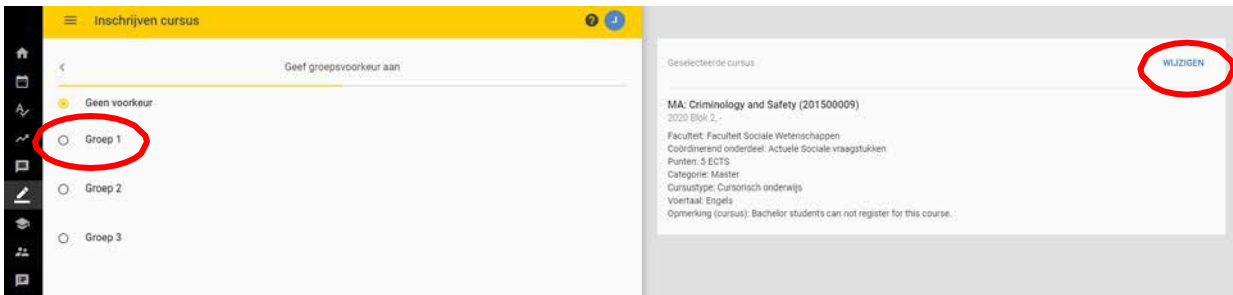 Inschrijven cursus
J
Geef groepsvoorkeur aan
Geen voorkeur
Groep 1
Groep 2
Groep 3
Geselecteerde cursus
WIJZIGEN
MA: Criminology and Safety (201500009)
2020 Blok 2, -
Faculteit: Faculteit Sociale Wetenschappen
Coördinerend onderdeel: Actuele Sociale vraagstukken
Punten: 5 ECTS
Categorie: Master
Cursustype: Cursorisch onderwijs
Voertaal: Engels
Opmerking (cursus): Bachelor students can not register for this course.